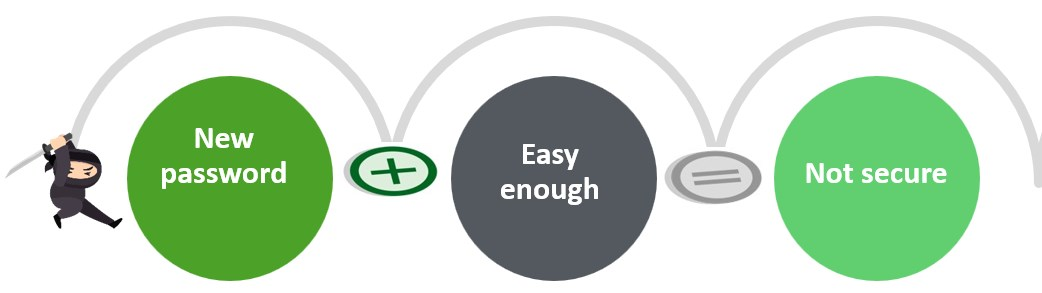 New
password
+
Easy
enough
=
Not secure